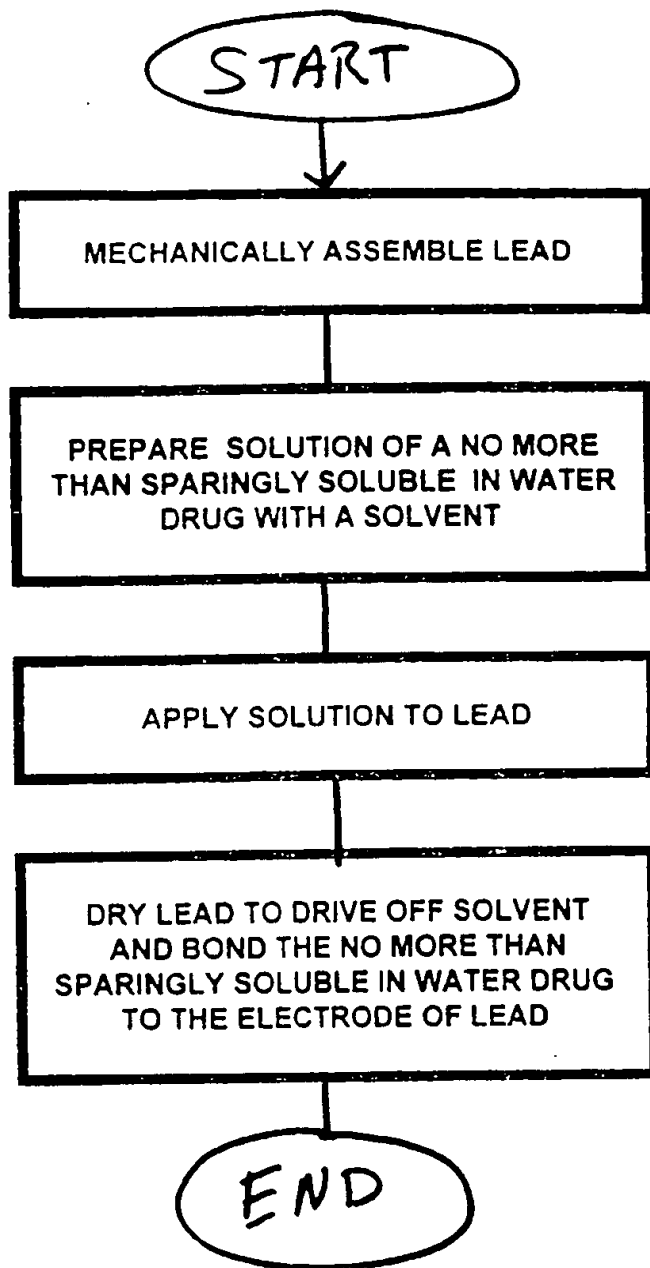 START
MECHANICALLY ASSEMBLE LEAD
PREPARE SOLUTION OF A NO MORE
THAN SPARINGLY SOLUBLE IN WATER
DRUG WITH A SOLVENT
APPLY SOLUTION TO LEAD
DRY LEAD TO DRIVE OFF SOLVENT
AND BOND THE NO MORE THAN
SPARINGLY SOLUBLE IN WATER DRUG
TO THE ELECTRODE OF LEAD
END